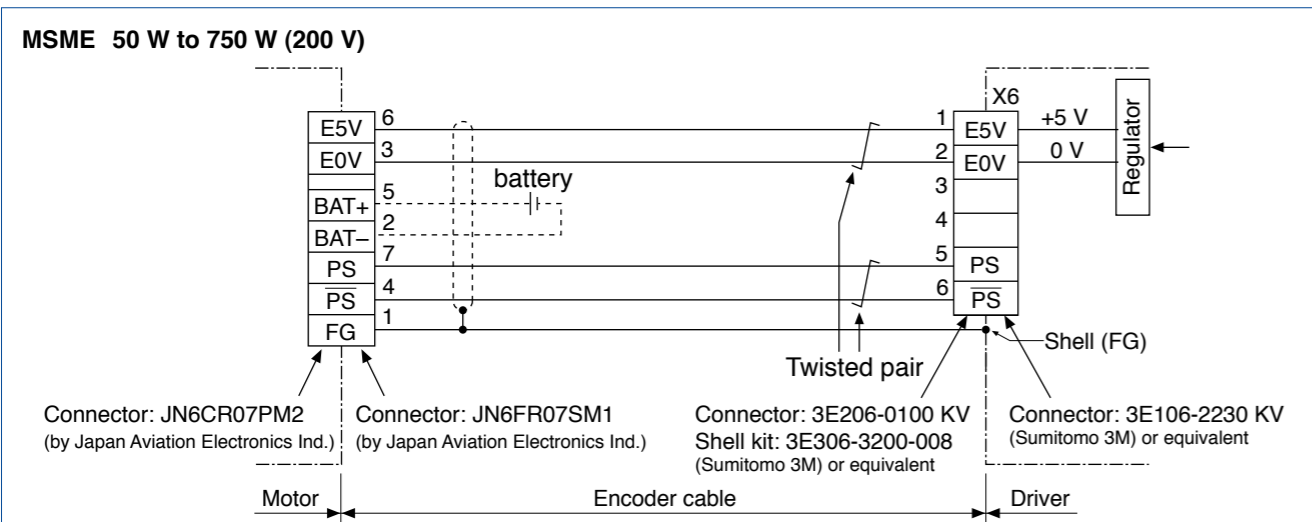 MSME 50 W to 750 W (200 V)
X6
E5V 6 1 E5V +5 V
E0V 3 2 E0V 0 V
Regulator
battery
3
BAT+ 5
4
BAT– 2
PS 7 5 PS
P̅S̅ 4 6 P̅S̅
FG 1
Shell (FG)
Twisted pair
Connector: JN6CR07PM2
(by Japan Aviation Electronics Ind.)
Connector: JN6FR07SM1
(by Japan Aviation Electronics Ind.)
Connector: 3E206-0100 KV
Shell kit: 3E306-3200-008
(Sumitomo 3M) or equivalent
Connector: 3E106-2230 KV
(Sumitomo 3M) or equivalent
Motor Encoder cable Driver